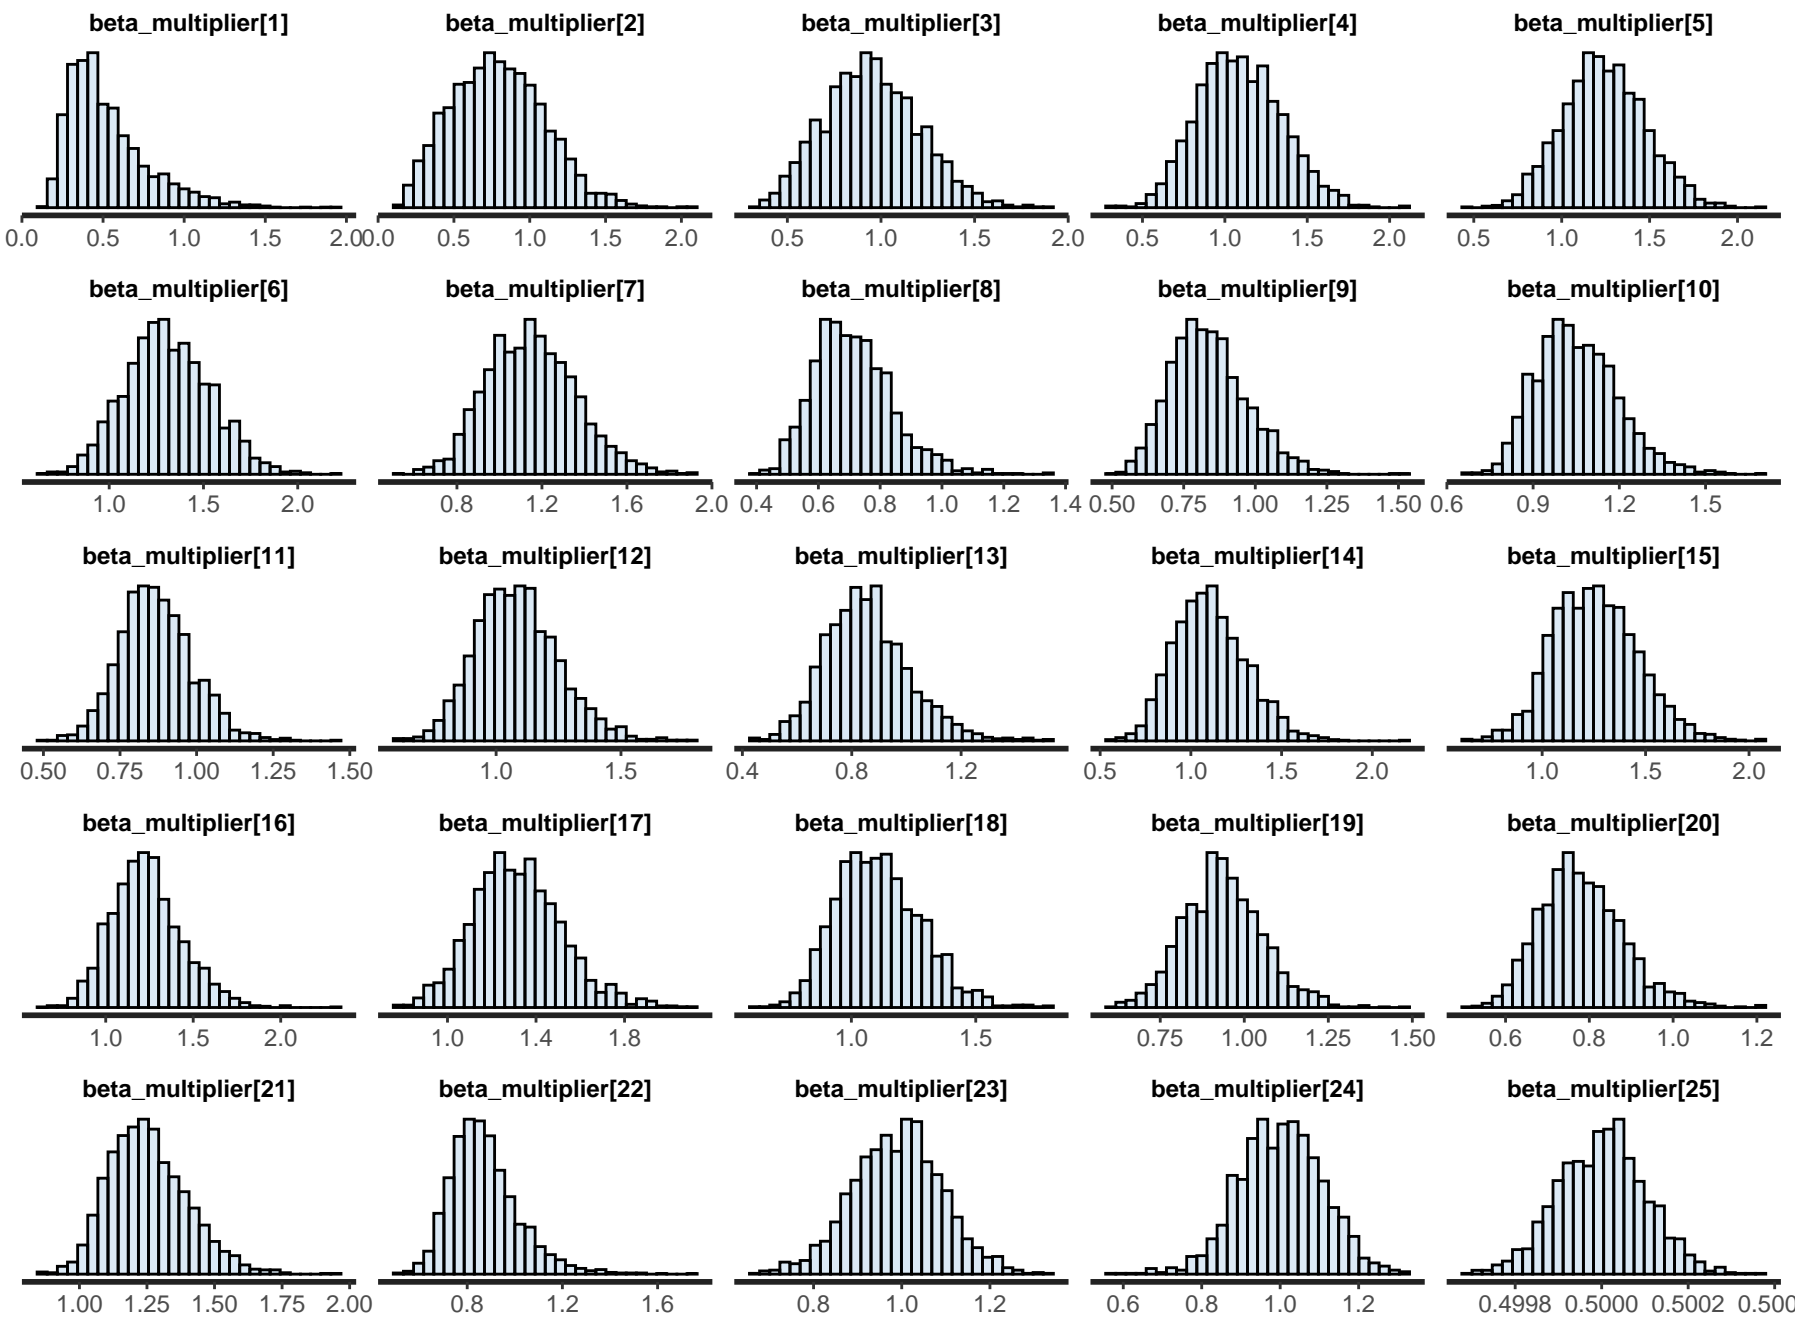 beta_multiplier[1] beta_multiplier[2] beta_multiplier[3] beta_multiplier[4] beta_multiplier[5]
0.0 0.5 1.0 1.5 2.0 0.0 0.5 1.0 1.5 2.0 0.5 1.0 1.5 2.0 0.5 1.0 1.5 2.0 0.5 1.0 1.5 2.0
beta_multiplier[6] beta_multiplier[7] beta_multiplier[8] beta_multiplier[9] beta_multiplier[10]
1.0 1.5 2.0 0.8 1.2 1.6 2.0 0.4 0.6 0.8 1.0 1.2 1.4 0.50 0.75 1.00 1.25 1.50 0.6 0.9 1.2 1.5
beta_multiplier[11] beta_multiplier[12] beta_multiplier[13] beta_multiplier[14] beta_multiplier[15]
0.50 0.75 1.00 1.25 1.50 1.0 1.5 0.4 0.8 1.2 0.5 1.0 1.5 2.0 1.0 1.5 2.0
beta_multiplier[16] beta_multiplier[17] beta_multiplier[18] beta_multiplier[19] beta_multiplier[20]
1.0 1.5 2.0 1.0 1.4 1.8 1.0 1.5 0.75 1.00 1.25 1.50 0.6 0.8 1.0 1.2
beta_multiplier[21] beta_multiplier[22] beta_multiplier[23] beta_multiplier[24] beta_multiplier[25]
1.00 1.25 1.50 1.75 2.00 0.8 1.2 1.6 0.8 1.0 1.2 0.6 0.8 1.0 1.2 0.4998 0.5000 0.5002